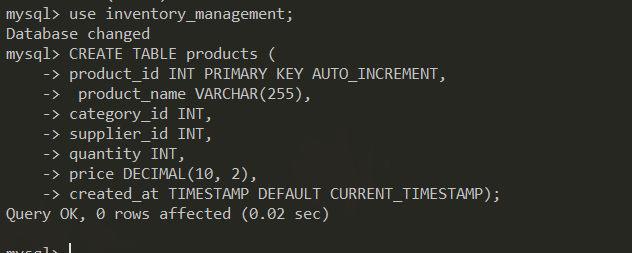 mysql> use inventory_management;
Database changed
mysql> CREATE TABLE products (
    -> product_id INT PRIMARY KEY AUTO_INCREMENT,
    ->  product_name VARCHAR(255),
    -> category_id INT,
    -> supplier_id INT,
    -> quantity INT,
    -> price DECIMAL(10, 2),
    -> created_at TIMESTAMP DEFAULT CURRENT_TIMESTAMP);
Query OK, 0 rows affected (0.02 sec)
mysql>